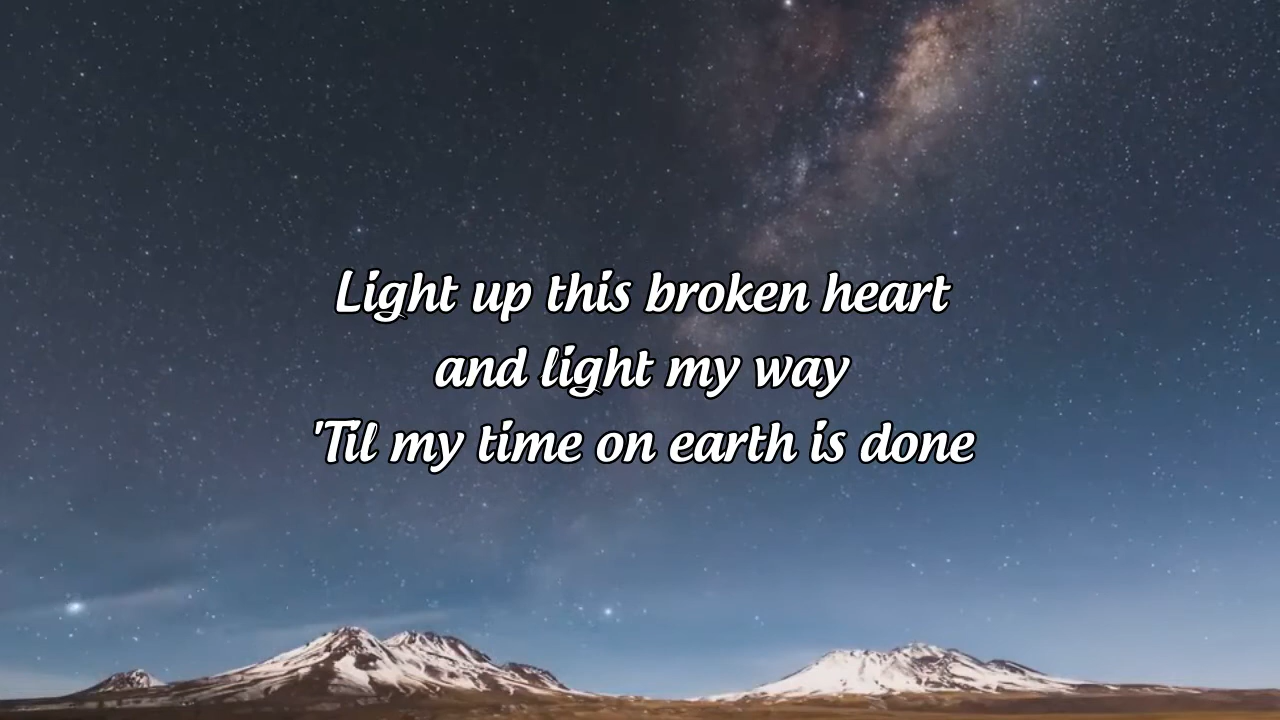 Light up this broken heart
and light my way
'Til my time on earth is done